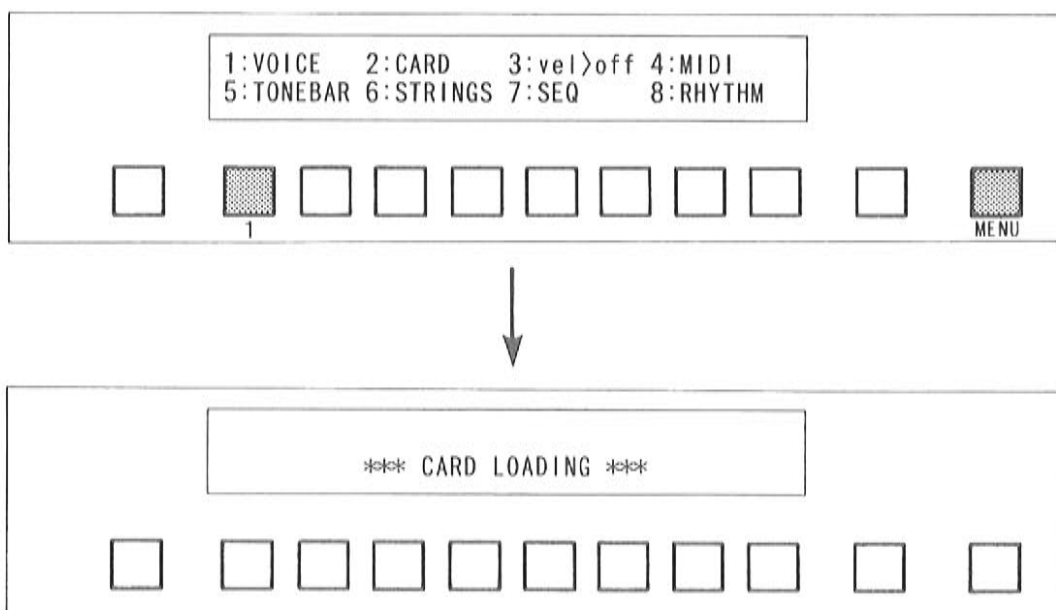 1:VOICE 2:CARD 3:vel>off 4:MIDI
5:TONEBAR 6:STRINGS 7:SEQ 8:RHYTHM
1 MENU
*** CARD LOADING ***